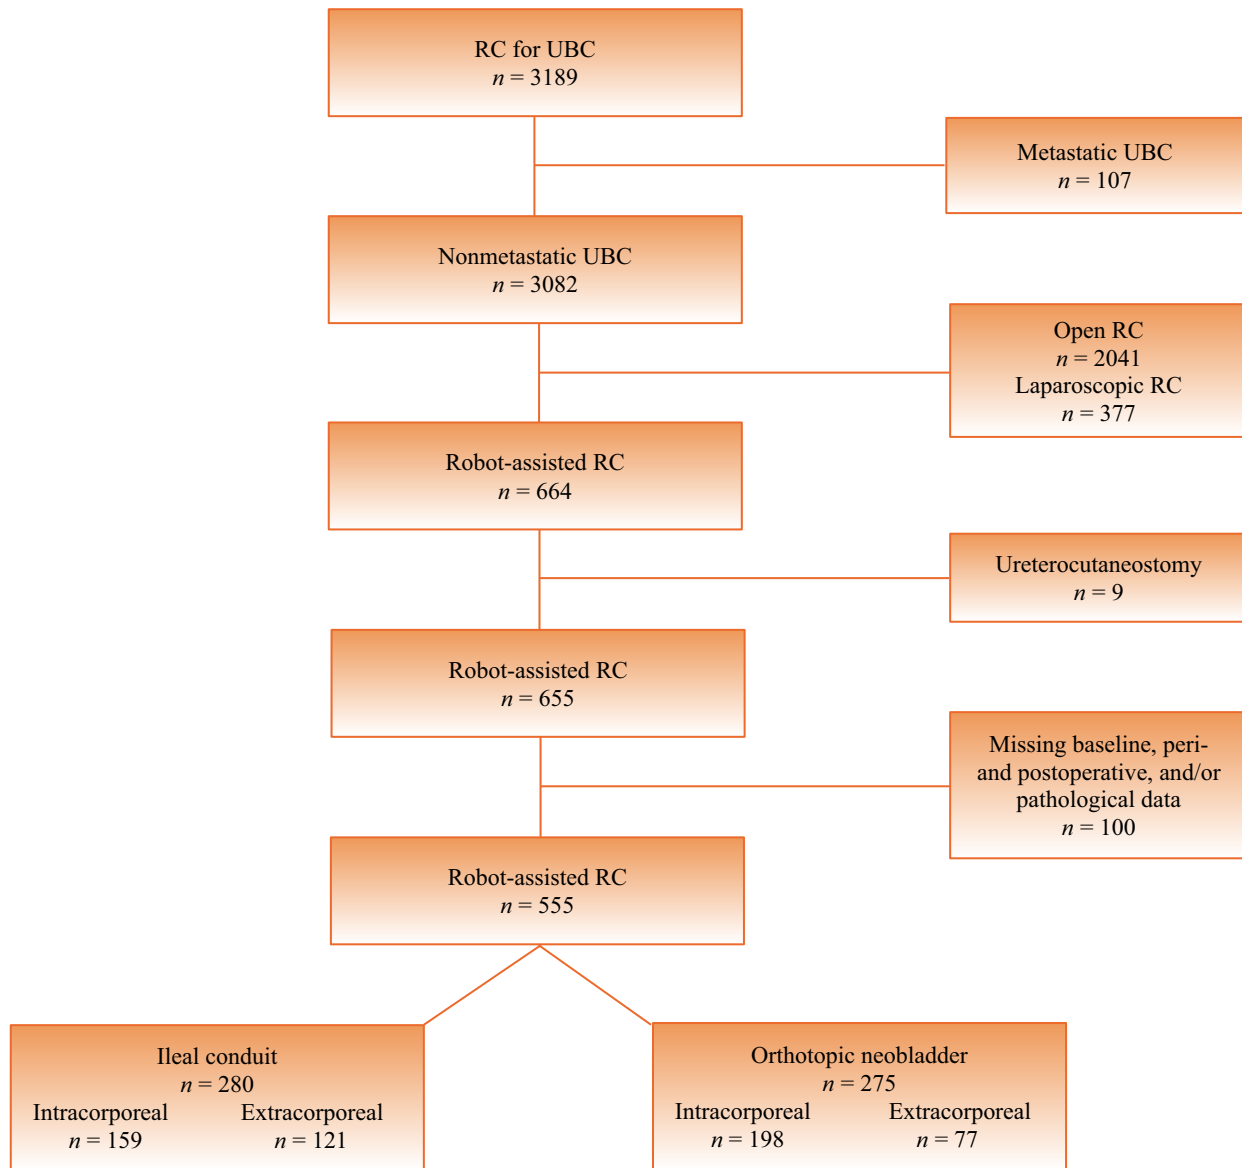 RC for UBC
n = 3189
Metastatic UBC
n = 107
Nonmetastatic UBC
n = 3082
Open RC
n = 2041
Laparoscopic RC
n = 377
Robot-assisted RC
n = 664
Ureterocutaneostomy
n = 9
Robot-assisted RC
n = 655
Missing baseline, peri-
and postoperative, and/or
pathological data
n = 100
Robot-assisted RC
n = 555
Ileal conduit
n = 280
Intracorporeal Extracorporeal
n = 159 n = 121
Orthotopic neobladder
n = 275
Intracorporeal Extracorporeal
n = 198 n = 77